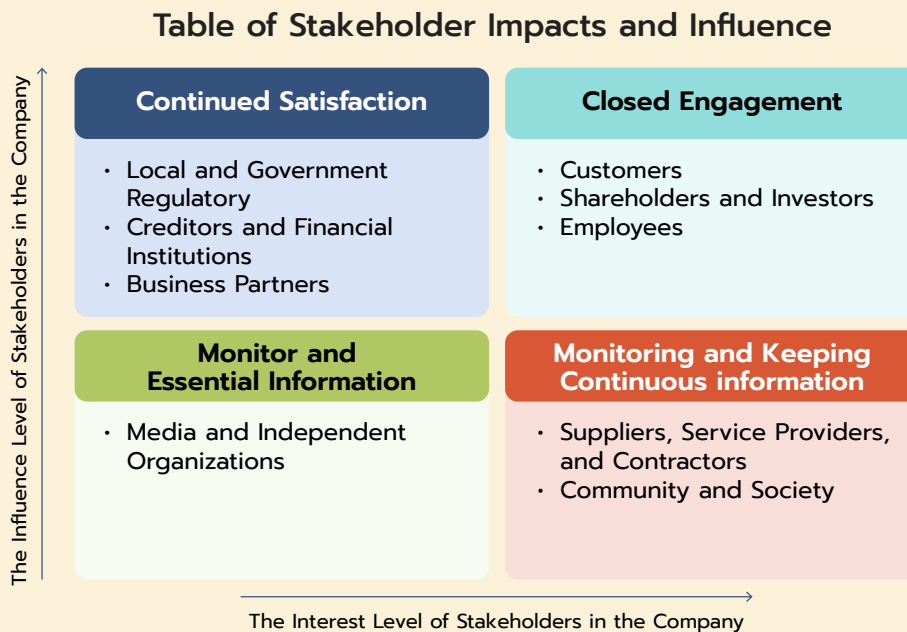 Table of Stakeholder Impacts and Influence
The Influence Level of Stakeholders in the Company
Continued Satisfaction
• Local and Government
Regulatory
• Creditors and Financial
Institutions
• Business Partners
Closed Engagement
• Customers
• Shareholders and Investors
• Employees
Monitor and
Essential Information
• Media and Independent
Organizations
Monitoring and Keeping
Continuous information
• Suppliers, Service Providers,
and Contractors
• Community and Society
The Interest Level of Stakeholders in the Company